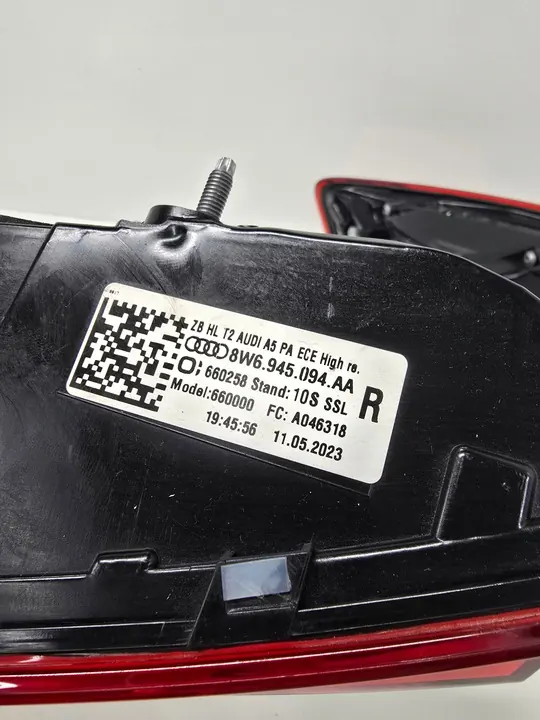 ZB HL T2 AUDI A5 PA ECE High re.
8W6.945.094.AA
: 660258 Stand: 10S SSL R
Model:660000 FC: A046318
19:45:56 11.05.2023